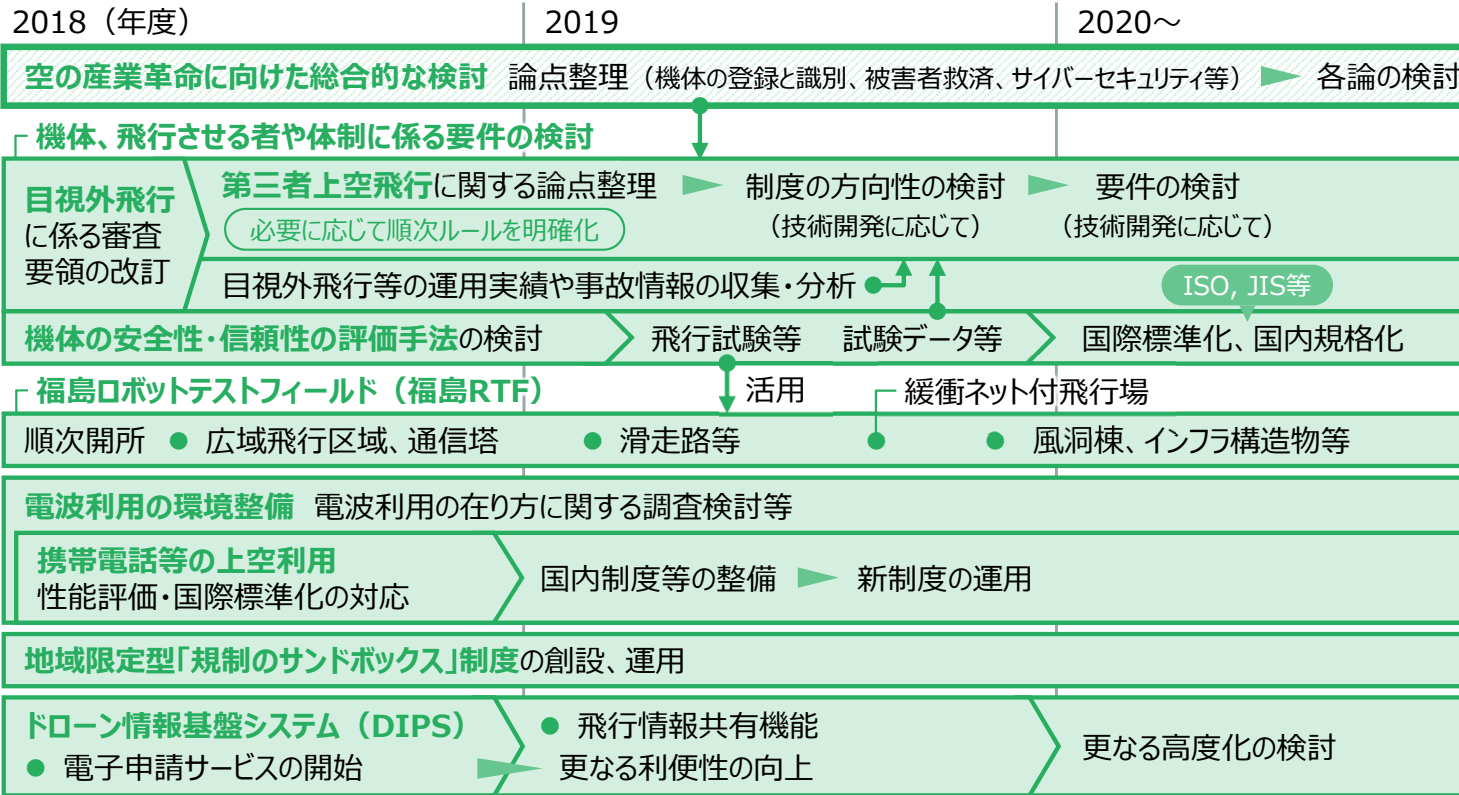 2018（年度）
2019
2020～
空の産業革命に向けた総合的な検討 論点整理（機体の登録と識別、被害者救済、サイバーセキュリティ等） 各論の検討
機体、飛行させる者や体制に係る要件の検討
目視外飛行
に係る審査
要領の改訂
第三者上空飛行に関する論点整理
必要に応じて順次ルールを明確化
制度の方向性の検討
（技術開発に応じて）
要件の検討
（技術開発に応じて）
目視外飛行等の運用実績や事故情報の収集・分析
ISO, JIS等
機体の安全性・信頼性の評価手法の検討
飛行試験等
試験データ等
国際標準化、国内規格化
福島ロボットテストフィールド（福島RTF）
活用
緩衝ネット付飛行場
順次開所 ● 広域飛行区域、通信塔 ● 滑走路等 ● ● 風洞棟、インフラ構造物等
電波利用の環境整備 電波利用の在り方に関する調査検討等
携帯電話等の上空利用
性能評価・国際標準化の対応
国内制度等の整備
新制度の運用
地域限定型「規制のサンドボックス」制度の創設、運用
ドローン情報基盤システム（DIPS）
● 電子申請サービスの開始
● 飛行情報共有機能
更なる利便性の向上
更なる高度化の検討